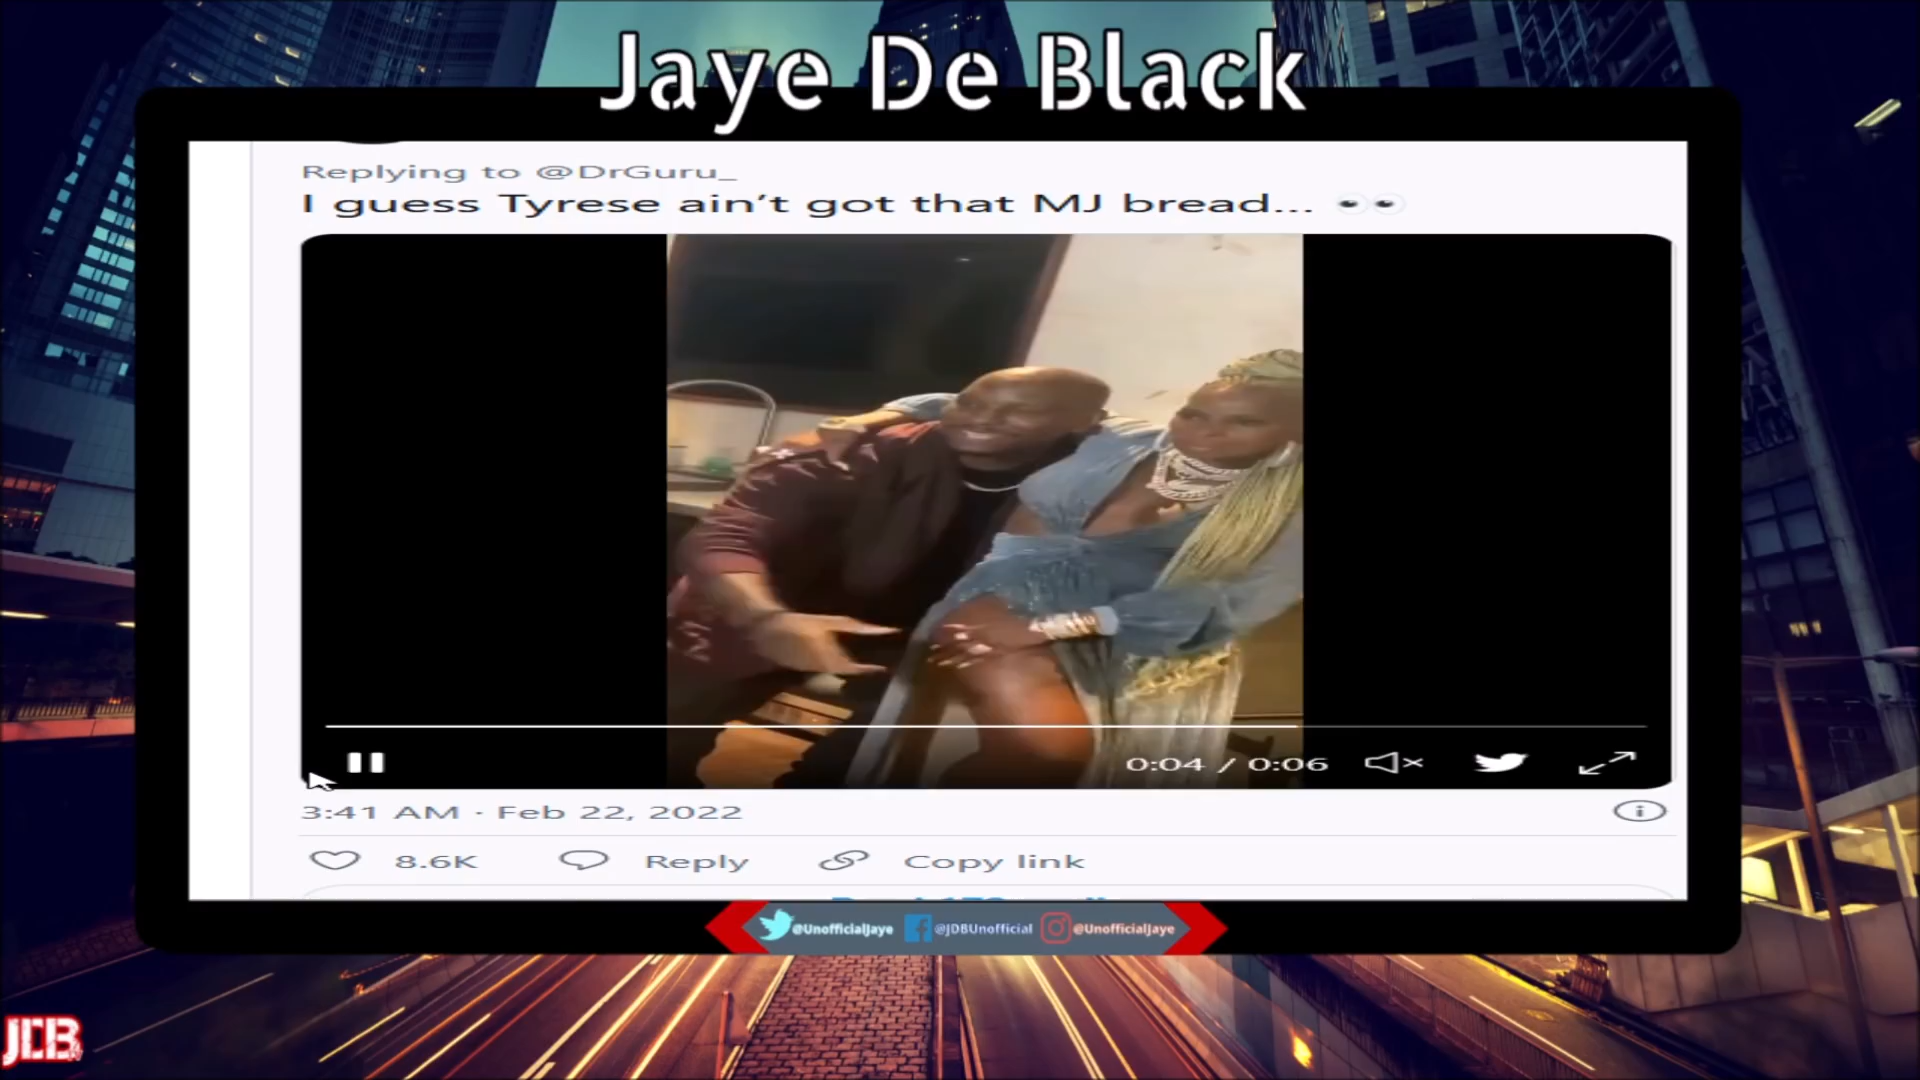 Jaye De Black
Replying to @DrGuru_
I guess Tyrese ain't got that MJ bread... 👀
0:04 / 0:06
3:41 AM · Feb 22, 2022
8.6K Reply Copy link
@UnofficialJaye @JDBUnofficial @UnofficialJaye